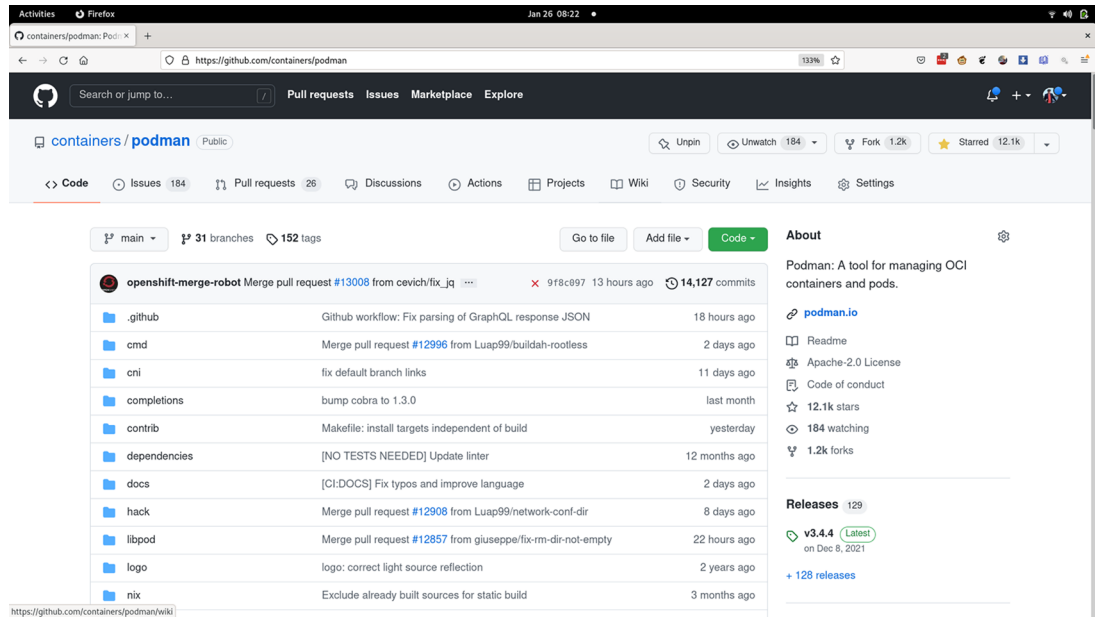 Activities Firefox Jan 26 08:22
containers/podman: Podm ×
https://github.com/containers/podman 133%
Search or jump to… / Pull requests Issues Marketplace Explore
containers / podman Public Unpin Unwatch 184 Fork 1.2k Starred 12.1k
Code Issues 184 Pull requests 26 Discussions Actions Projects Wiki Security Insights Settings
main 31 branches 152 tags Go to file Add file Code
About
Podman: A tool for managing OCI
containers and pods.
podman.io
Readme
Apache-2.0 License
Code of conduct
12.1k stars
184 watching
1.2k forks
Releases 129
v3.4.4 Latest
on Dec 8, 2021
+ 128 releases
openshift-merge-robot Merge pull request #13008 from cevich/fix_jq ... 9f8c097 13 hours ago 14,127 commits
.github Github workflow: Fix parsing of GraphQL response JSON 18 hours ago
cmd Merge pull request #12996 from Luap99/buildah-rootless 2 days ago
cni fix default branch links 11 days ago
completions bump cobra to 1.3.0 last month
contrib Makefile: install targets independent of build yesterday
dependencies [NO TESTS NEEDED] Update linter 12 months ago
docs [CI:DOCS] Fix typos and improve language 2 days ago
hack Merge pull request #12908 from Luap99/network-conf-dir 8 days ago
libpod Merge pull request #12857 from giuseppe/fix-rm-dir-not-empty 22 hours ago
logo logo: correct light source reflection 2 years ago
nix Exclude already built sources for static build 3 months ago
https://github.com/containers/podman/wiki